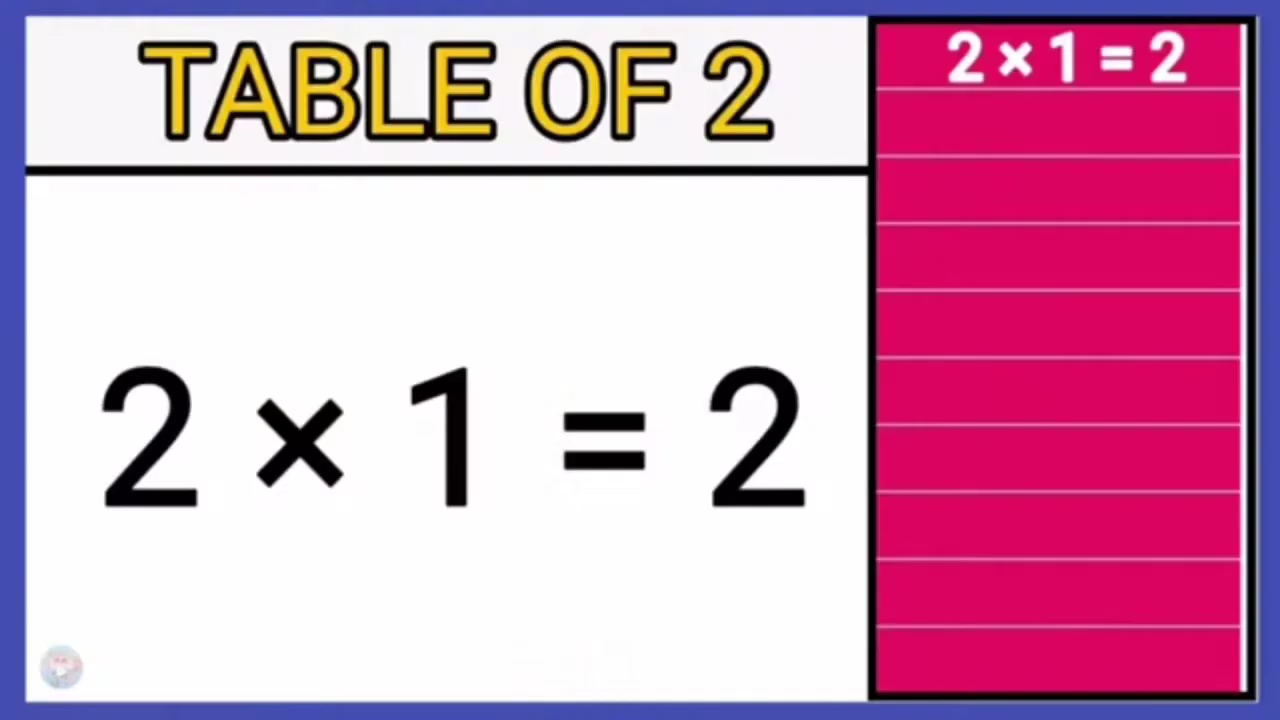 TABLE OF 2
2 × 1 = 2
2 × 1 = 2